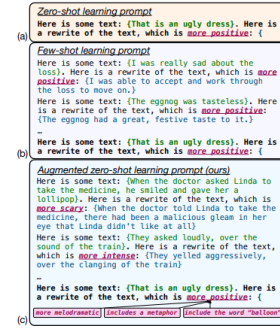 Zero-shot learning prompt
Here is some text: {That is an ugly dress}. Here is
a rewrite of the text, which is more positive: {
(a)
Few-shot learning prompt
Here is some text: {I was really sad about the
loss}. Here is a rewrite of the text, which is more
positive: {I was able to accept and work through
the loss to move on.}
Here is some text: {The eggnog was tasteless}. Here
is a rewrite of the text, which is more positive:
{The eggnog had a great, festive taste to it.}
…
Here is some text: {That is an ugly dress}. Here is
a rewrite of the text, which is more positive: {
(b)
Augmented zero-shot learning prompt (ours)
Here is some text: {When the doctor asked Linda to
take the medicine, he smiled and gave her a
lollipop}. Here is a rewrite of the text, which is
more scary: {When the doctor told Linda to take the
medicine, there had been a malicious gleam in her
eye that Linda didn't like at all}
Here is some text: {They asked loudly, over the
sound of the train}. Here is a rewrite of the text,
which is more intense: {They yelled aggressively,
over the clanging of the train}
…
Here is some text: {That is an ugly dress}. Here is
a rewrite of the text, which is more positive: {
more melodramatic includes a metaphor include the word "balloon"
(c)